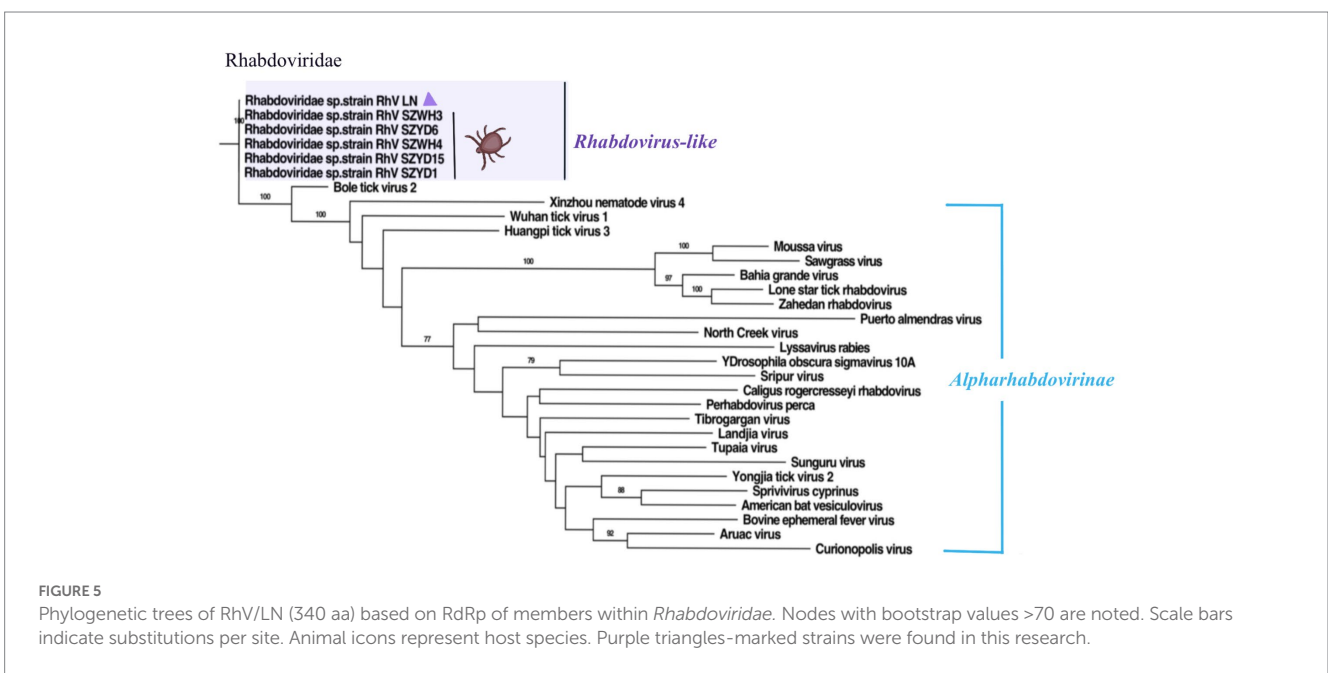 Rhabdoviridae
Rhabdoviridae sp.strain RhV LN
100
Rhabdoviridae sp.strain RhV SZWH3
Rhabdoviridae sp.strain RhV SZYD6
Rhabdoviridae sp.strain RhV SZWH4
Rhabdovirus-like
Rhabdoviridae sp.strain RhV SZYD15
Rhabdoviridae sp.strain RhV SZYD1
Bole tick virus 2
100
Xinzhou nematode virus 4
100
Wuhan tick virus 1
Huangpi tick virus 3
100
Moussa virus
Sawgrass virus
100
97
Bahia grande virus
100
Lone star tick rhabdovirus
Zahedan rhabdovirus
Puerto almendras virus
North Creek virus
77
Lyssavirus rabies
79
YDrosophila obscura sigmavirus 10A
Sripur virus
Alpharhabdovirinae
Caligus rogercresseyi rhabdovirus
Perhabdovirus perca
Tibrogargan virus
Landjia virus
Tupaia virus
Sunguru virus
Yongjia tick virus 2
88
Sprivivirus cyprinus
American bat vesiculovirus
Bovine ephemeral fever virus
92
Aruac virus
Curionopolis virus
FIGURE 5
Phylogenetic trees of RhV/LN (340 aa) based on RdRp of members within Rhabdoviridae. Nodes with bootstrap values >70 are noted. Scale bars
indicate substitutions per site. Animal icons represent host species. Purple triangles-marked strains were found in this research.